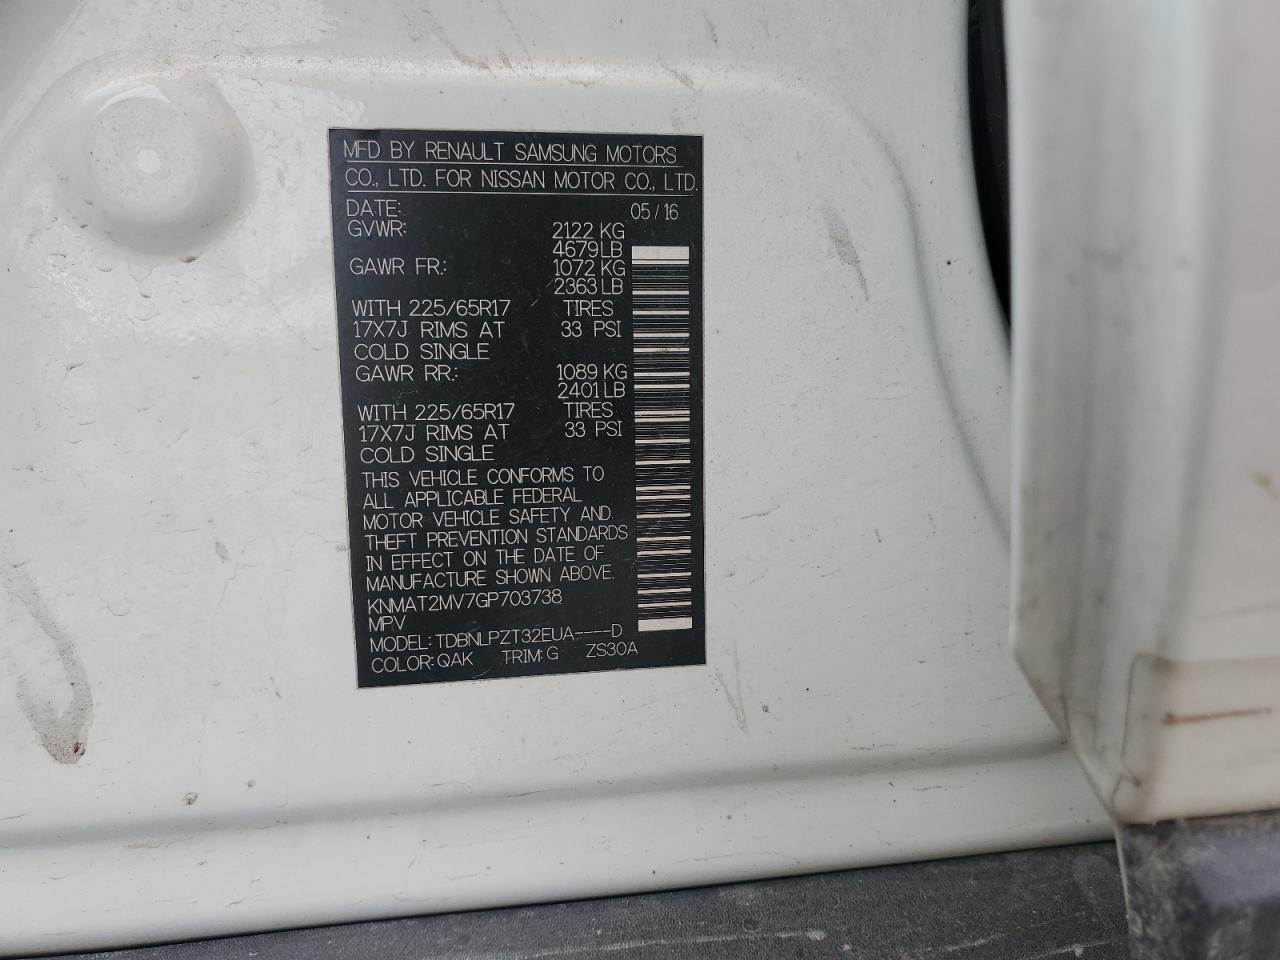 MFD BY RENAULT SAMSUNG MOTORS
CO., LTD. FOR NISSAN MOTOR CO., LTD.
DATE: 05/16
GVWR: 2122 KG
4679LB
GAWR FR.: 1072 KG
2363LB
WITH 225/65R17 TIRES
17X7J RIMS AT 33 PSI
COLD SINGLE
GAWR RR.: 1089 KG
2401LB
WITH 225/65R17 TIRES
17X7J RIMS AT 33 PSI
COLD SINGLE
THIS VEHICLE CONFORMS TO
ALL APPLICABLE FEDERAL
MOTOR VEHICLE SAFETY AND
THEFT PREVENTION STANDARDS
IN EFFECT ON THE DATE OF
MANUFACTURE SHOWN ABOVE.
KNMAT2MV7GP703738
MPV
MODEL: TDBNLPZT32EUA----D
COLOR: QAK TRIM: G ZS30A